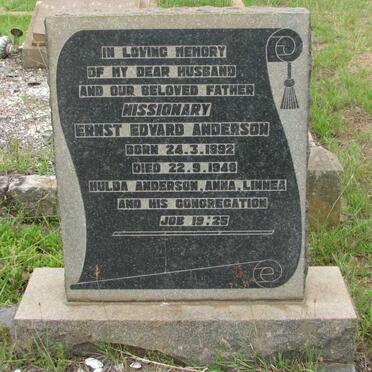 IN LOVING MEMORY
OF MY DEAR HUSBAND
AND OUR BELOVED FATHER
MISSIONARY
ERNST EDVARD ANDERSON
BORN 24.3.1892
DIED 22.9.1948
HULDA ANDERSON, ANNA, LINNEA
AND HIS CONGREGATION
JOB 19:25